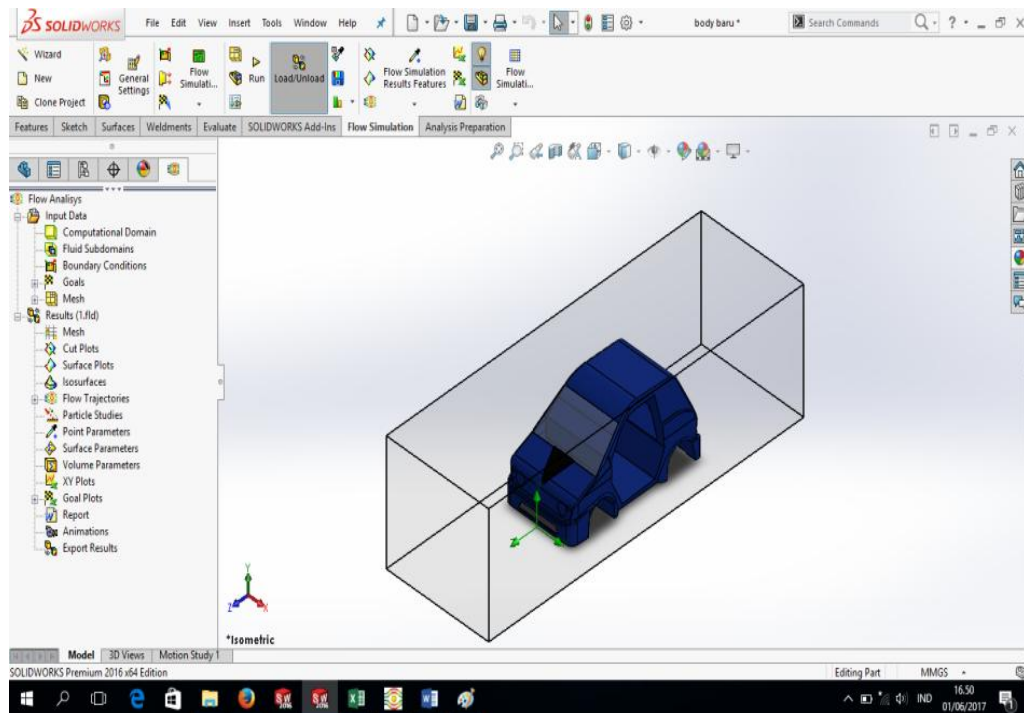 SOLIDWORKS File Edit View Insert Tools Window Help body baru * Search Commands
Wizard
New
Clone Project
General Settings
Flow Simulati...
Run
Load/Unload
Flow Simulation Results Features
Flow Simulati...
Features Sketch Surfaces Weldments Evaluate SOLIDWORKS Add-Ins Flow Simulation Analysis Preparation
Flow Analisys
Input Data
Computational Domain
Fluid Subdomains
Boundary Conditions
Goals
Mesh
Results (1.fld)
Mesh
Cut Plots
Surface Plots
Isosurfaces
Flow Trajectories
Particle Studies
Point Parameters
Surface Parameters
Volume Parameters
XY Plots
Goal Plots
Report
Animations
Export Results
Y
Z X
*Isometric
Model 3D Views Motion Study 1
SOLIDWORKS Premium 2016 x64 Edition Editing Part MMGS
IND 16.50
01/06/2017